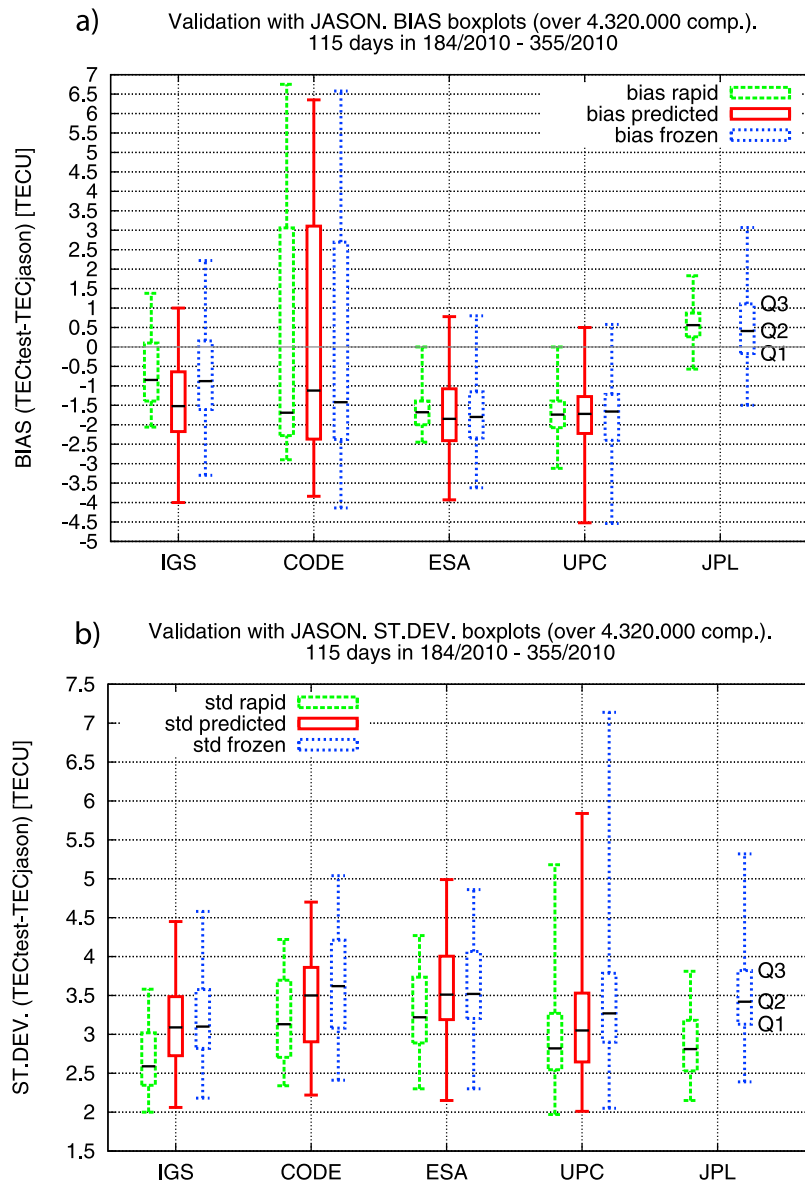 a)
Validation with JASON. BIAS boxplots (over 4.320.000 comp.).
115 days in 184/2010 - 355/2010
BIAS (TECtest-TECjason) [TECU]
7
6.5
6
5.5
5
4.5
4
3.5
3
2.5
2
1.5
1
0.5
0
-0.5
-1
-1.5
-2
-2.5
-3
-3.5
-4
-4.5
-5
bias rapid
bias predicted
bias frozen
Q3
Q2
Q1
IGS CODE ESA UPC JPL
b)
Validation with JASON. ST.DEV. boxplots (over 4.320.000 comp.).
115 days in 184/2010 - 355/2010
ST.DEV. (TECtest-TECjason) [TECU]
7.5
7
6.5
6
5.5
5
4.5
4
3.5
3
2.5
2
1.5
std rapid
std predicted
std frozen
Q3
Q2
Q1
IGS CODE ESA UPC JPL